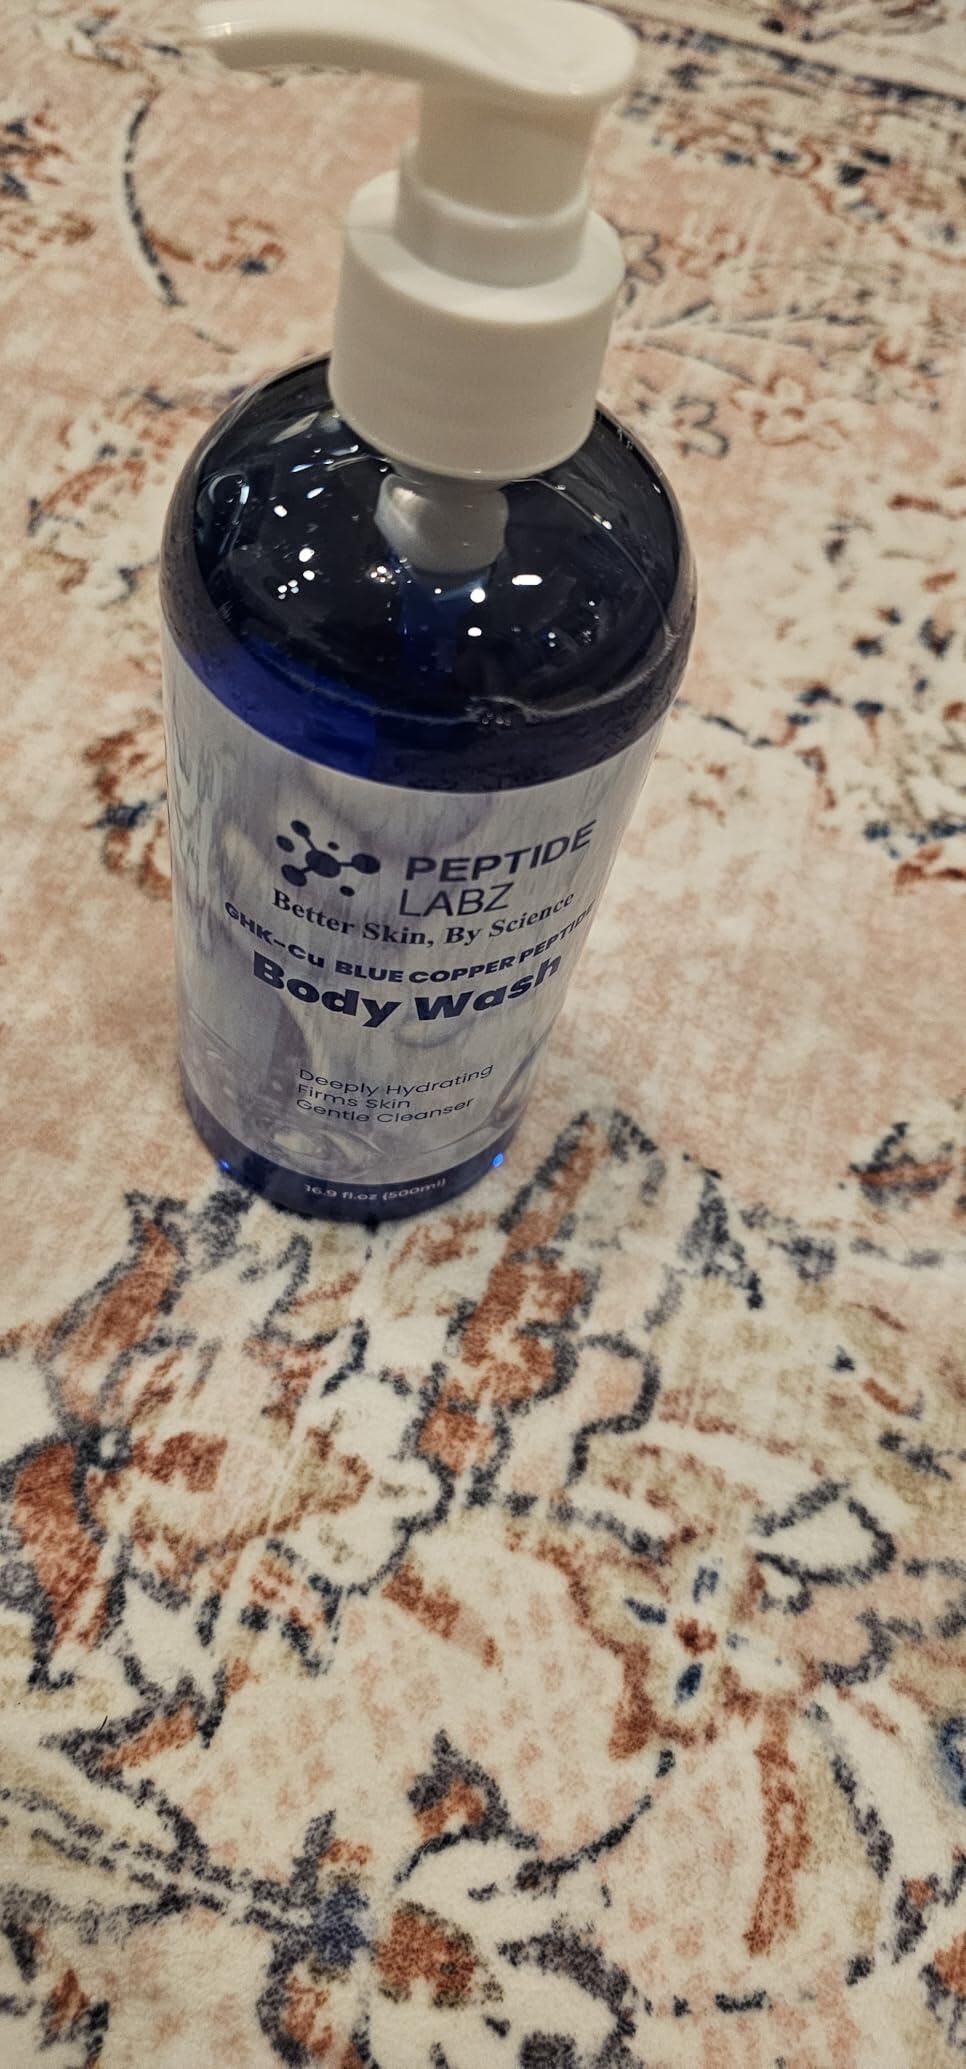 PEPTIDE
LABZ
Better Skin, By Science
GHK-Cu BLUE COPPER PEPTIDE
Body Wash
Deeply Hydrating
Firms Skin
Gentle Cleanser
16.9 fl.oz (500ml)